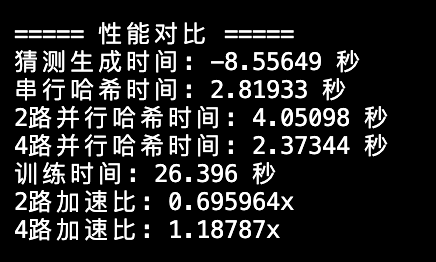 ===== 性能对比 =====
猜测生成时间: -8.55649 秒
串行哈希时间: 2.81933 秒
2路并行哈希时间: 4.05098 秒
4路并行哈希时间: 2.37344 秒
训练时间: 26.396 秒
2路加速比: 0.695964x
4路加速比: 1.18787x